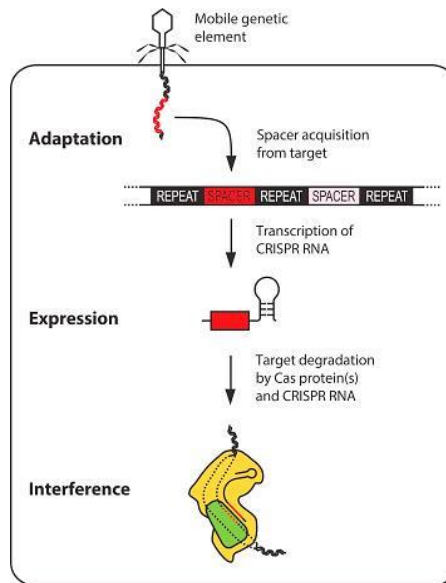 Mobile genetic
element
Adaptation
Spacer acquisition
from target
REPEAT SPACER REPEAT SPACER REPEAT
Transcription of
CRISPR RNA
Expression
Target degradation
by Cas protein(s)
and CRISPR RNA
Interference